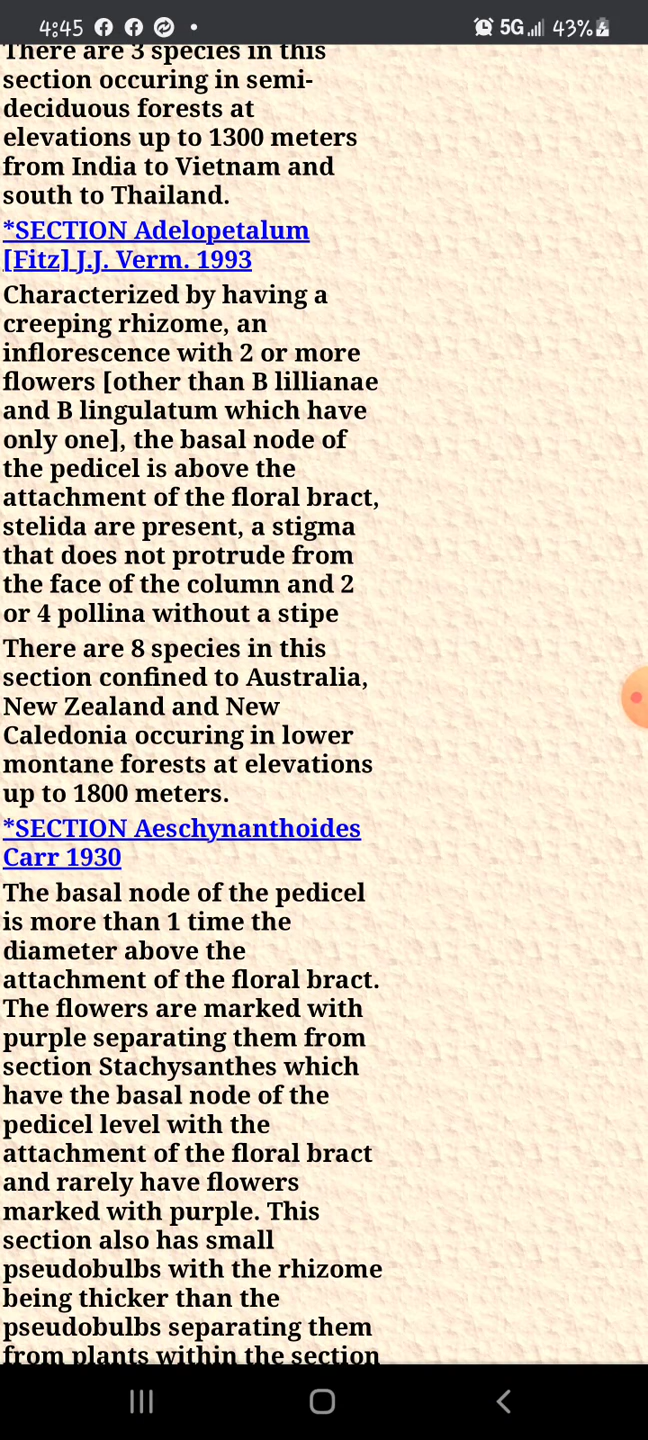 4:45
5G 43%
There are 3 species in this
section occuring in semi-
deciduous forests at
elevations up to 1300 meters
from India to Vietnam and
south to Thailand.
*SECTION Adelopetalum
[Fitz] J.J. Verm. 1993
Characterized by having a
creeping rhizome, an
inflorescence with 2 or more
flowers [other than B lillianae
and B lingulatum which have
only one], the basal node of
the pedicel is above the
attachment of the floral bract,
stelida are present, a stigma
that does not protrude from
the face of the column and 2
or 4 pollina without a stipe
There are 8 species in this
section confined to Australia,
New Zealand and New
Caledonia occuring in lower
montane forests at elevations
up to 1800 meters.
*SECTION Aeschynanthoides
Carr 1930
The basal node of the pedicel
is more than 1 time the
diameter above the
attachment of the floral bract.
The flowers are marked with
purple separating them from
section Stachysanthes which
have the basal node of the
pedicel level with the
attachment of the floral bract
and rarely have flowers
marked with purple. This
section also has small
pseudobulbs with the rhizome
being thicker than the
pseudobulbs separating them
from plants within the section